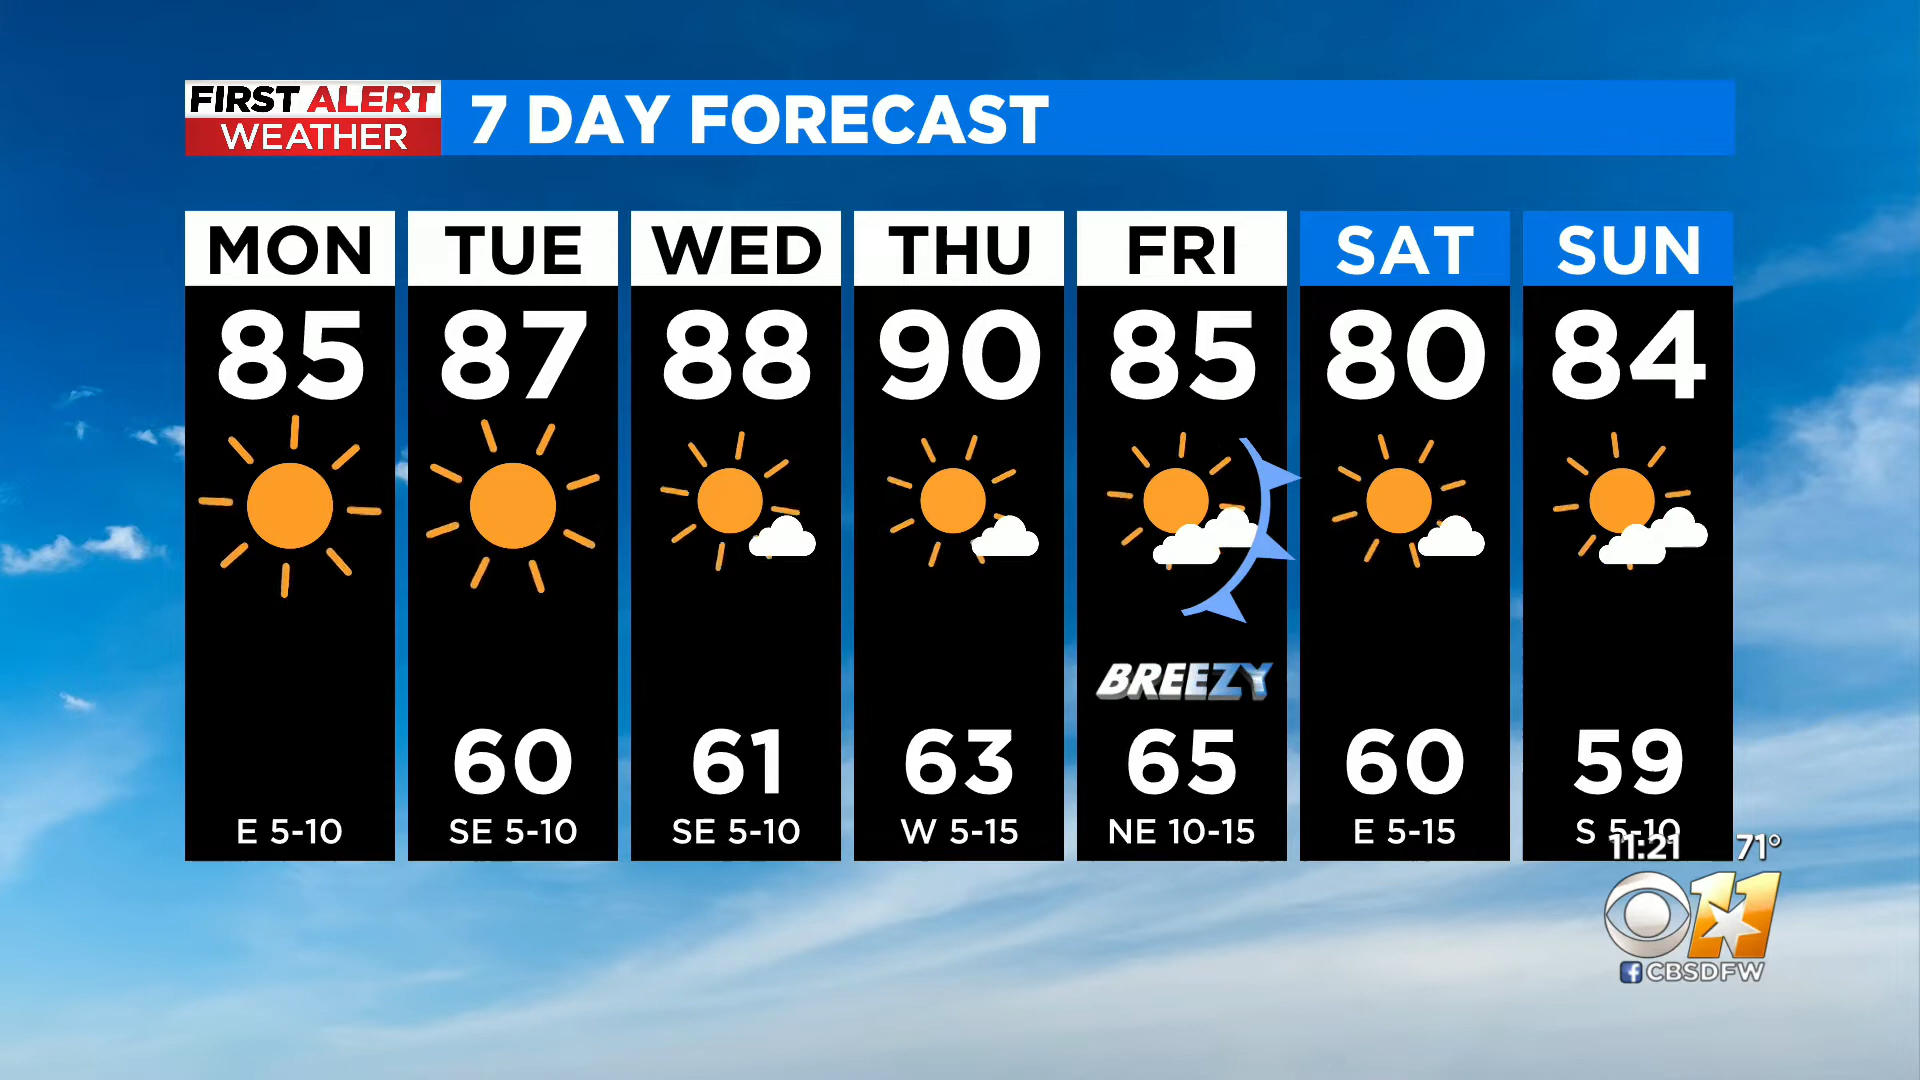 FIRST ALERT
WEATHER
7 DAY FORECAST
MON
TUE
WED
THU
FRI
SAT
SUN
85
87
88
90
85
80
84
BREEZY
60
61
63
65
60
59
E 5-10
SE 5-10
SE 5-10
W 5-15
NE 10-15
E 5-15
S 5-10
11:21
71°
11
f CBSDFW